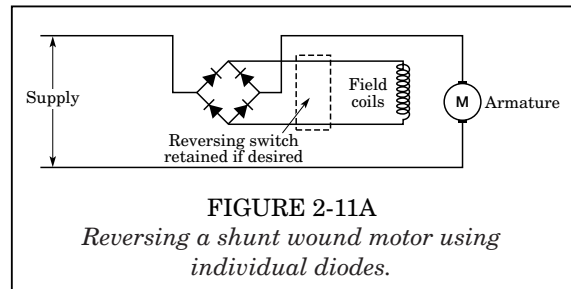 Supply
Field
coils
M
Armature
Reversing switch
retained if desired
FIGURE 2-11A
Reversing a shunt wound motor using
individual diodes.